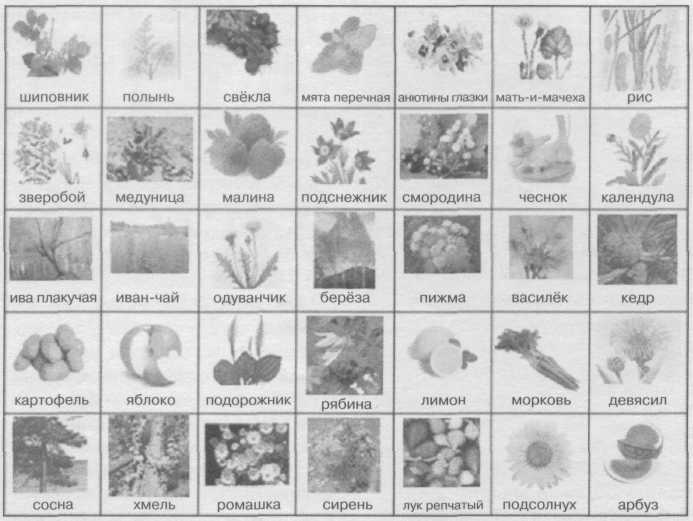 шиповник
полынь
свёкла
мята перечная
анютины глазки
мать-и-мачеха
рис
зверобой
медуница
малина
подснежник
смородина
чеснок
календула
ива плакучая
иван-чай
одуванчик
берёза
пижма
василёк
кедр
картофель
яблоко
подорожник
рябина
лимон
морковь
девясил
сосна
хмель
ромашка
сирень
лук репчатый
подсолнух
арбуз